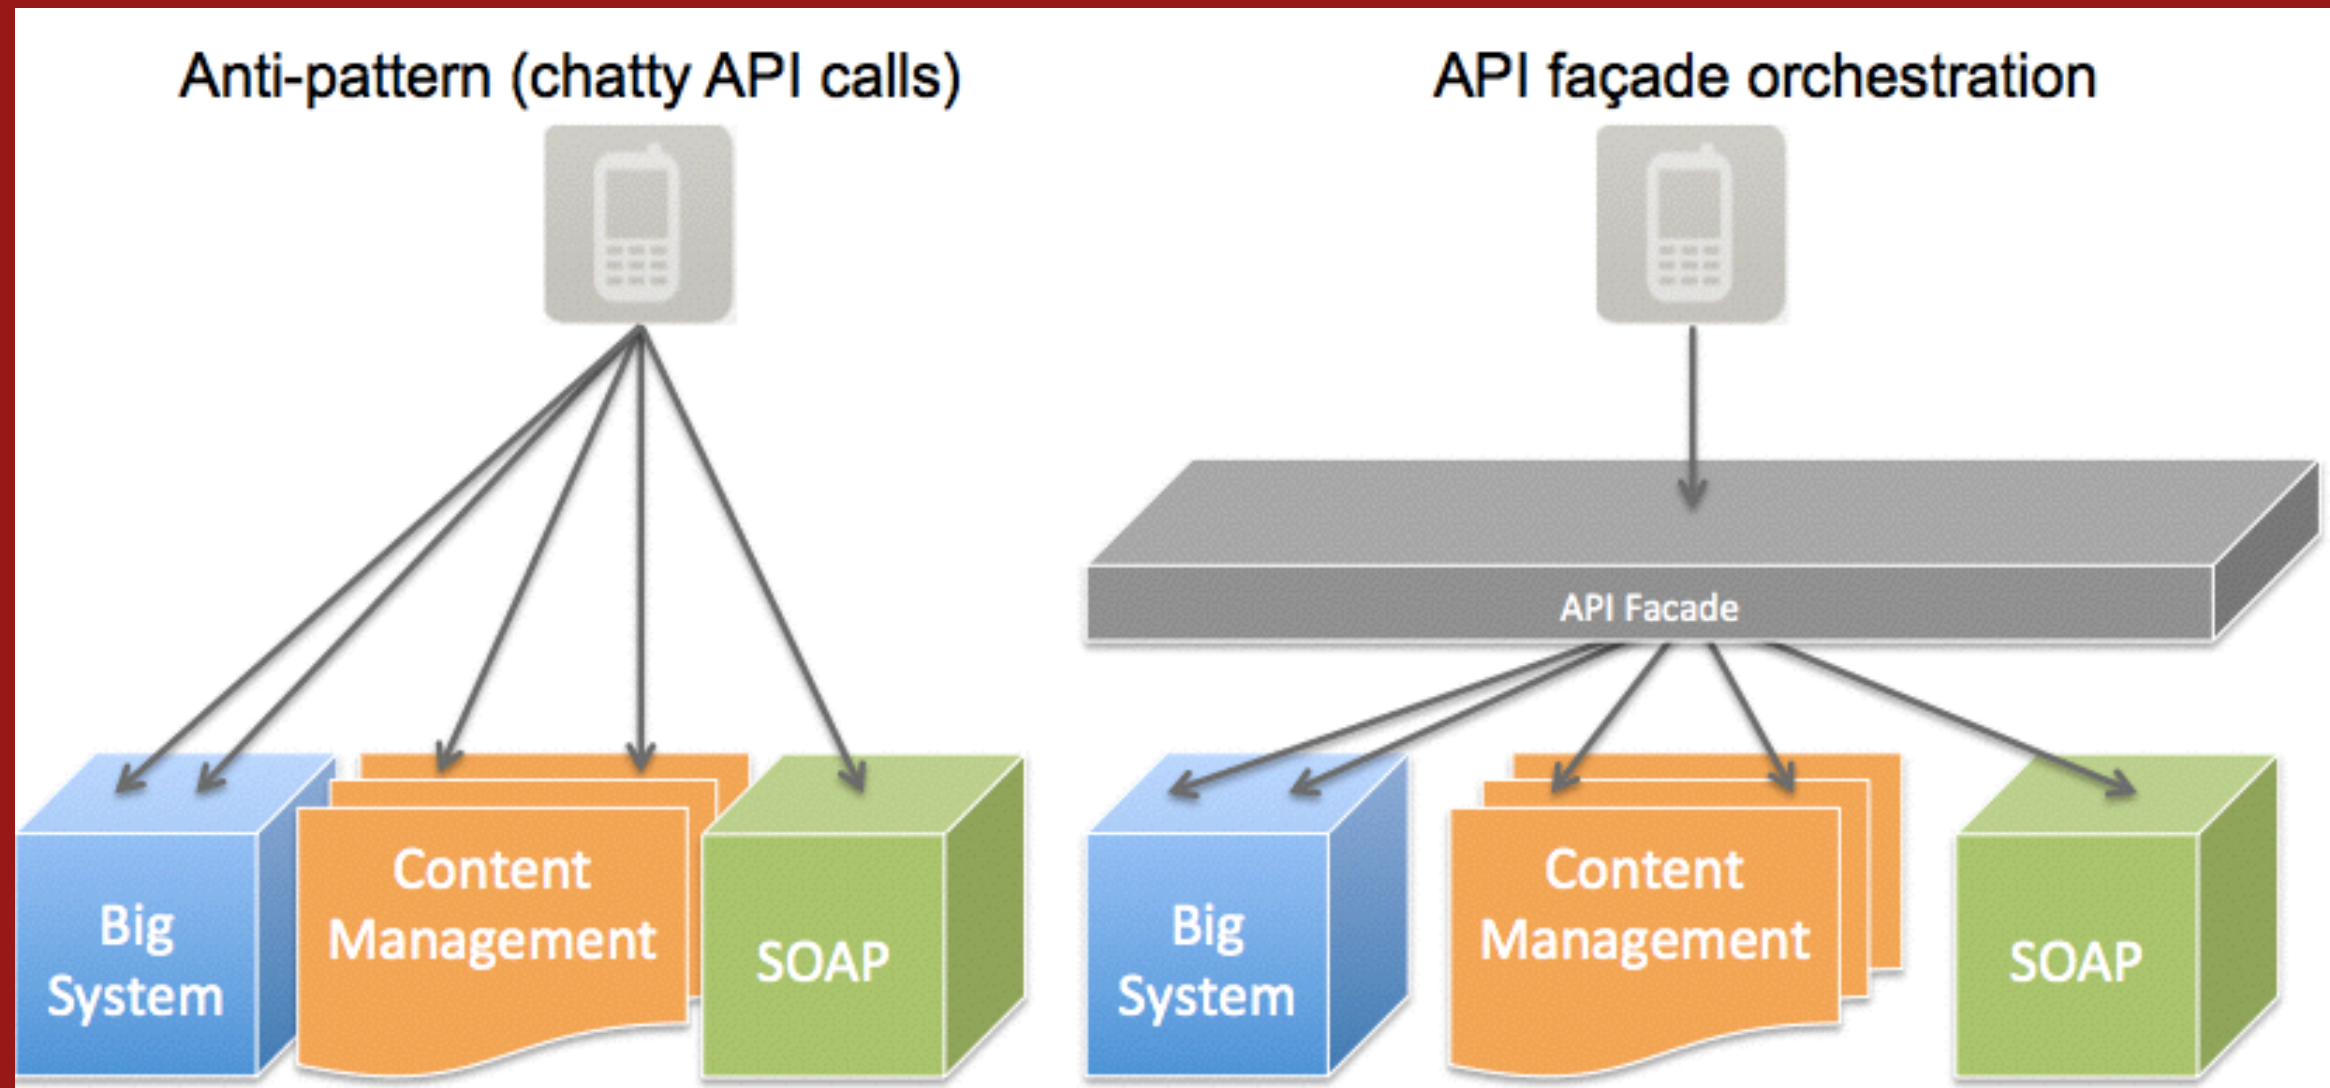 Anti-pattern (chatty API calls)
Big
System
Content
Management
SOAP
API façade orchestration
API Facade
Big
System
Content
Management
SOAP